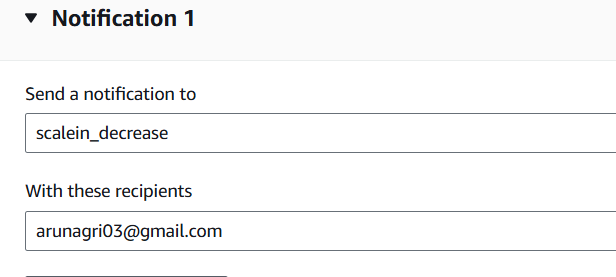 Notification 1
Send a notification to
scalein_decrease
With these recipients
arunagri03@gmail.com